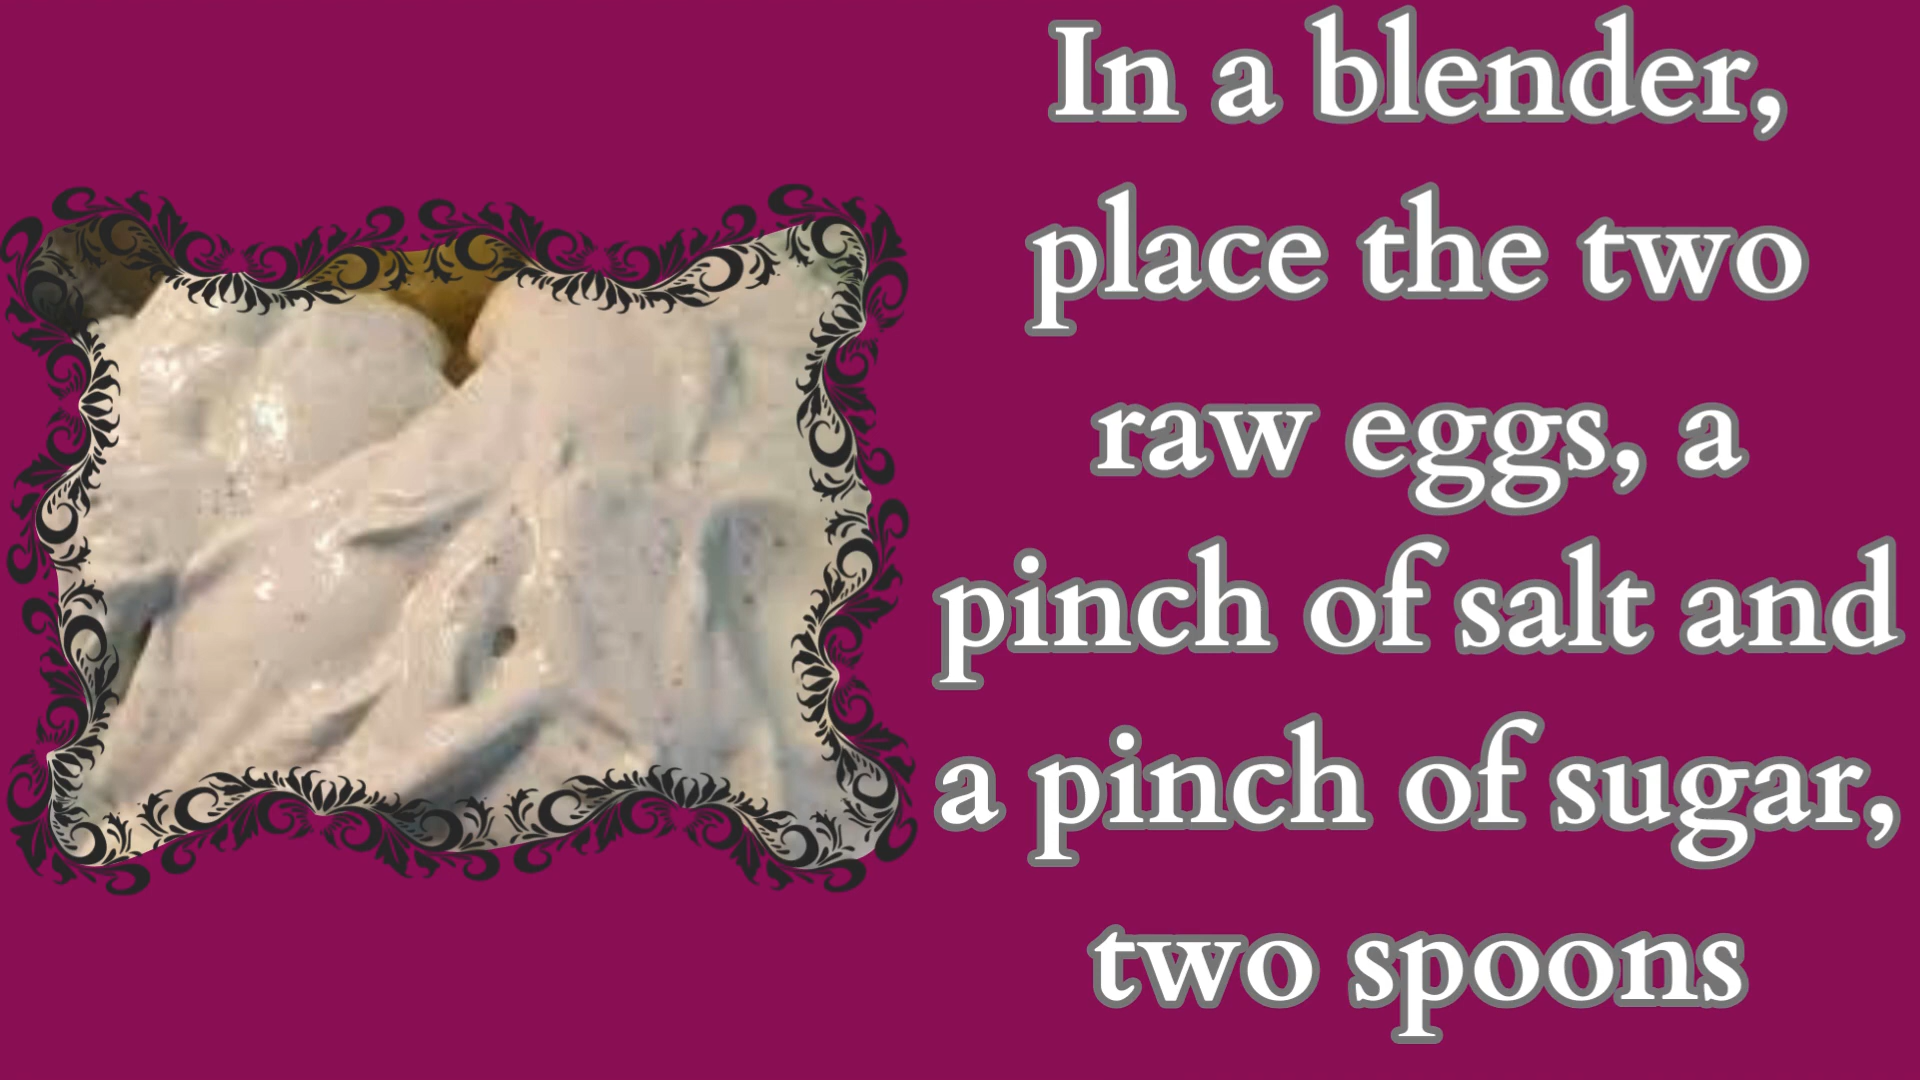 In a blender,
place the two
raw eggs, a
pinch of salt and
a pinch of sugar,
two spoons